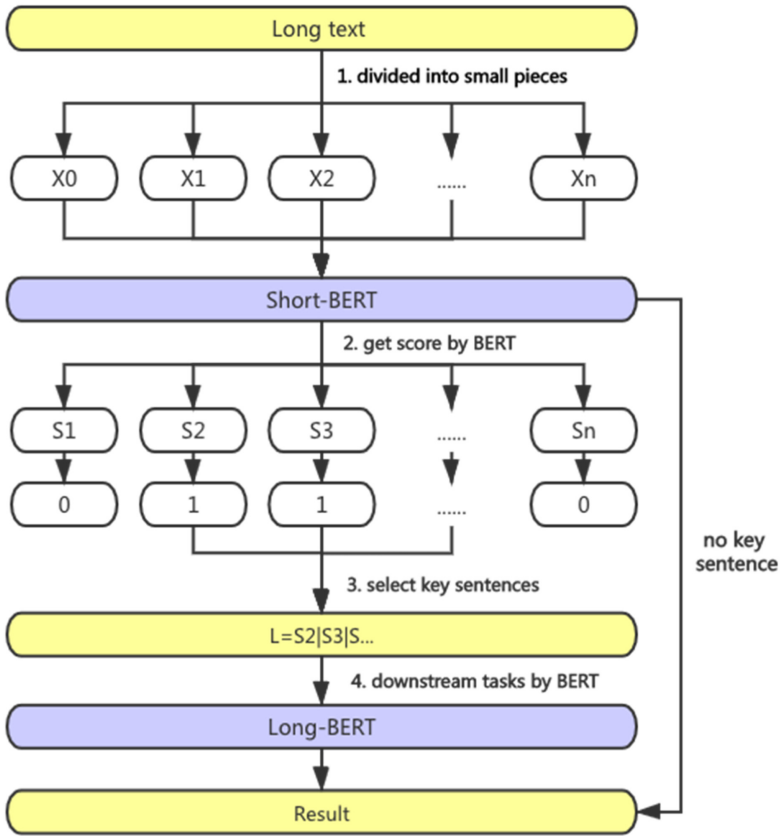 Long text
1. divided into small pieces
X0 X1 X2 ...... Xn
Short-BERT
2. get score by BERT
S1 S2 S3 ...... Sn
0 1 1 ...... 0
no key
sentence
3. select key sentences
L=S2|S3|S...
4. downstream tasks by BERT
Long-BERT
Result